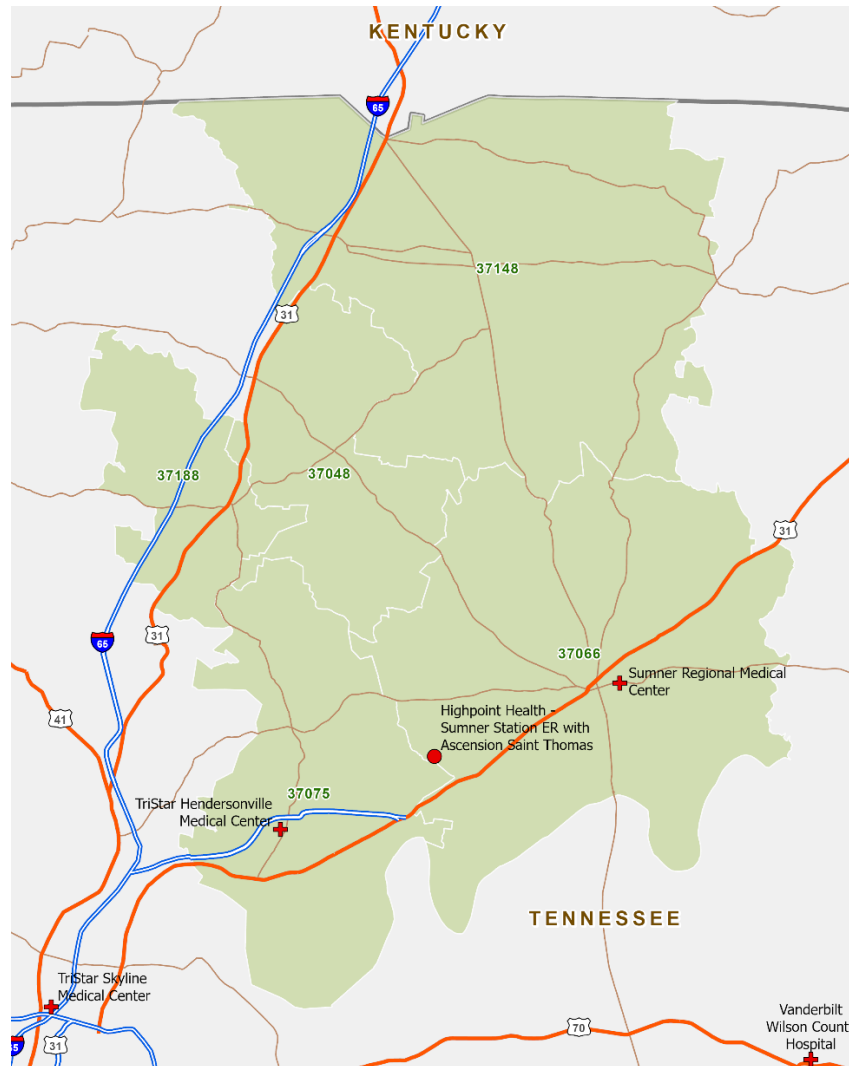 KENTUCKY
65
37148
31
37188
37048
31
37066
31
65
Sumner Regional Medical
Center
41
Highpoint Health -
Sumner Station ER with
Ascension Saint Thomas
37075
TriStar Hendersonville
Medical Center
TENNESSEE
TriStar Skyline
Medical Center
Vanderbilt
Wilson Count
Hospital
70
31